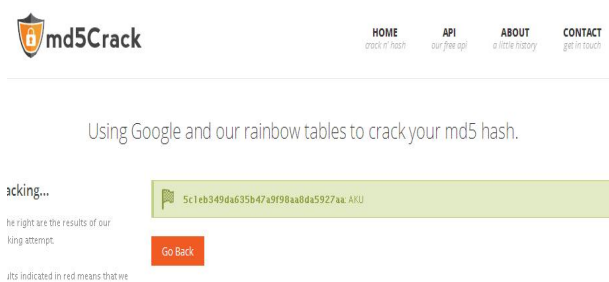 md5Crack
HOME API ABOUT CONTACT
crack n' hash our free api a little history get in touch
Using Google and our rainbow tables to crack your md5 hash.
acking...
he right are the results of our
king attempt.
ults indicated in red means that we
5c1eb349da635b47a9f98aa8da5927aa: AKU
Go Back